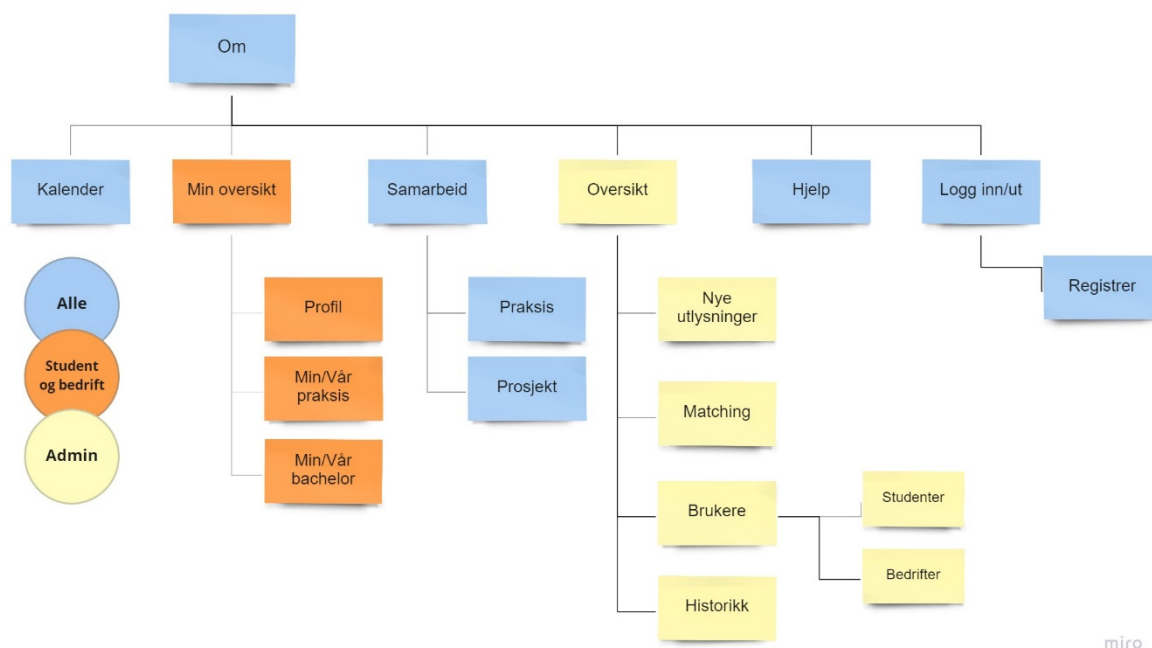 Om
Kalender
Min oversikt
Samarbeid
Oversikt
Hjelp
Logg inn/ut
Registrer
Alle
Student
og bedrift
Admin
Profil
Min/Vår
praksis
Min/Vår
bachelor
Praksis
Prosjekt
Nye
utlysninger
Matching
Brukere
Historikk
Studenter
Bedrifter
miro